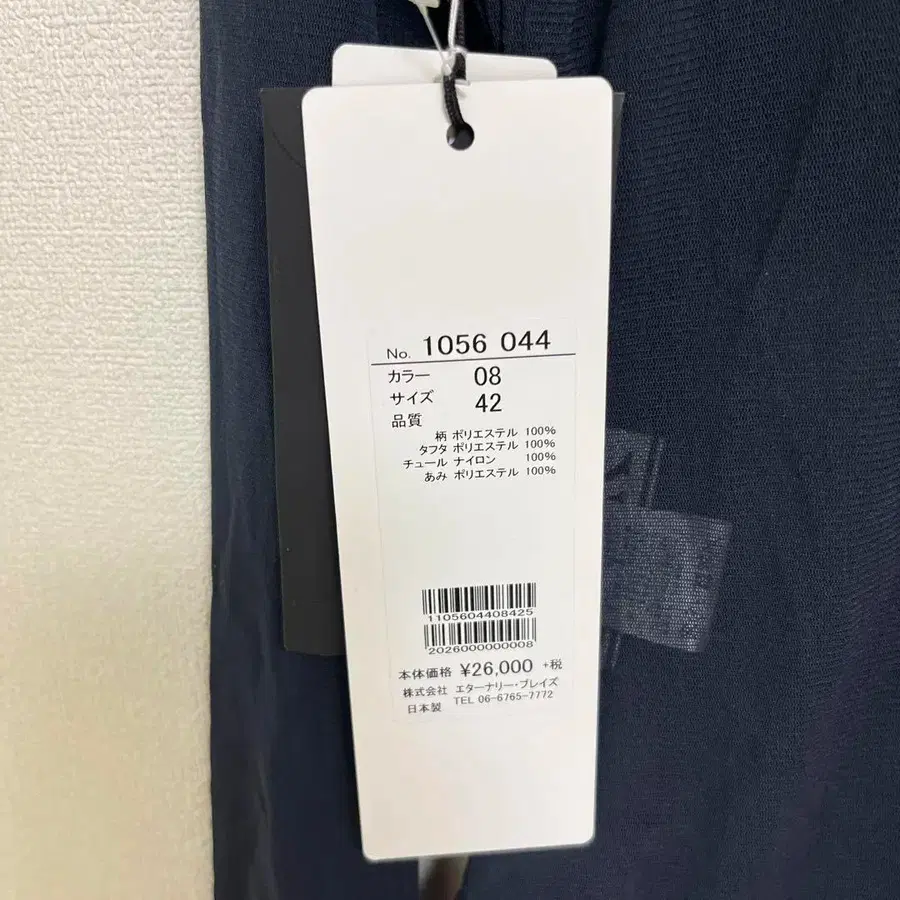 No. 1056 044
カラー 08
サイズ 42
品質
柄 ポリエステル 100%
タフタ ポリエステル 100%
チュール ナイロン 100%
あみ ポリエステル 100%
1105604408425
2026000000008
本体価格 ¥26,000 +税
株式会社 エターナリー・ブレイズ
日本製 TEL 06-6765-7772